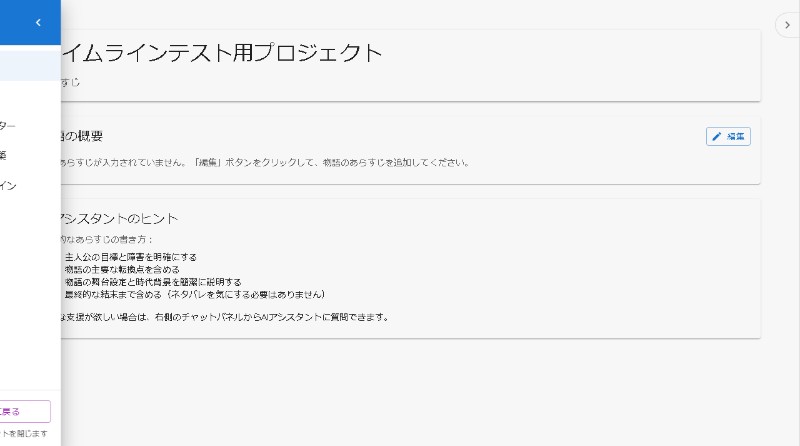 イムラインテスト用プロジェクト
すじ
の概要
編集
あらすじが入力されていません。「編集」ボタンをクリックして、物語のあらすじを追加してください。
ター
築
イン
アシスタントのヒント
的なあらすじの書き方：
主人公の目標と障害を明確にする
物語の主要な転換点を含める
物語の舞台設定と時代背景を簡潔に説明する
最終的な結末まで含める（ネタバレを気にする必要はありません）
な支援が欲しい場合は、右側のチャットパネルからAIアシスタントに質問できます。
に戻る
トを閉じます